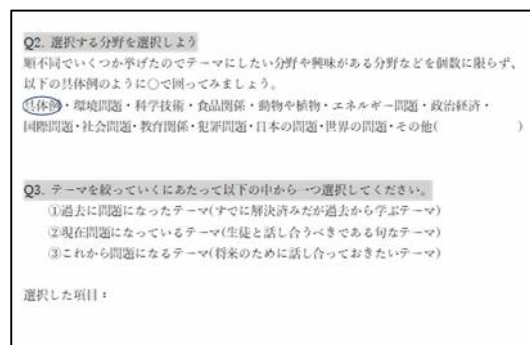 Q2. 選択する分野を選択しよう
順不同でいくつか挙げたのでテーマにしたい分野や興味がある分野などを個数に限らず、
以下の具体例のように○で囲ってみましょう。
具体例・環境問題・科学技術・食品関係・動物や植物・エネルギー問題・政治経済・
国際問題・社会問題・教育関係・犯罪問題・日本の問題・世界の問題・その他( )
Q3. テーマを絞っていくにあたって以下の中から一つ選択してください。
①過去に問題になったテーマ(すでに解決済みだが過去から学ぶテーマ)
②現在問題になっているテーマ(生徒と話し合うべきである旬なテーマ)
③これから問題になるテーマ(将来のために話し合っておきたいテーマ)
選択した項目：